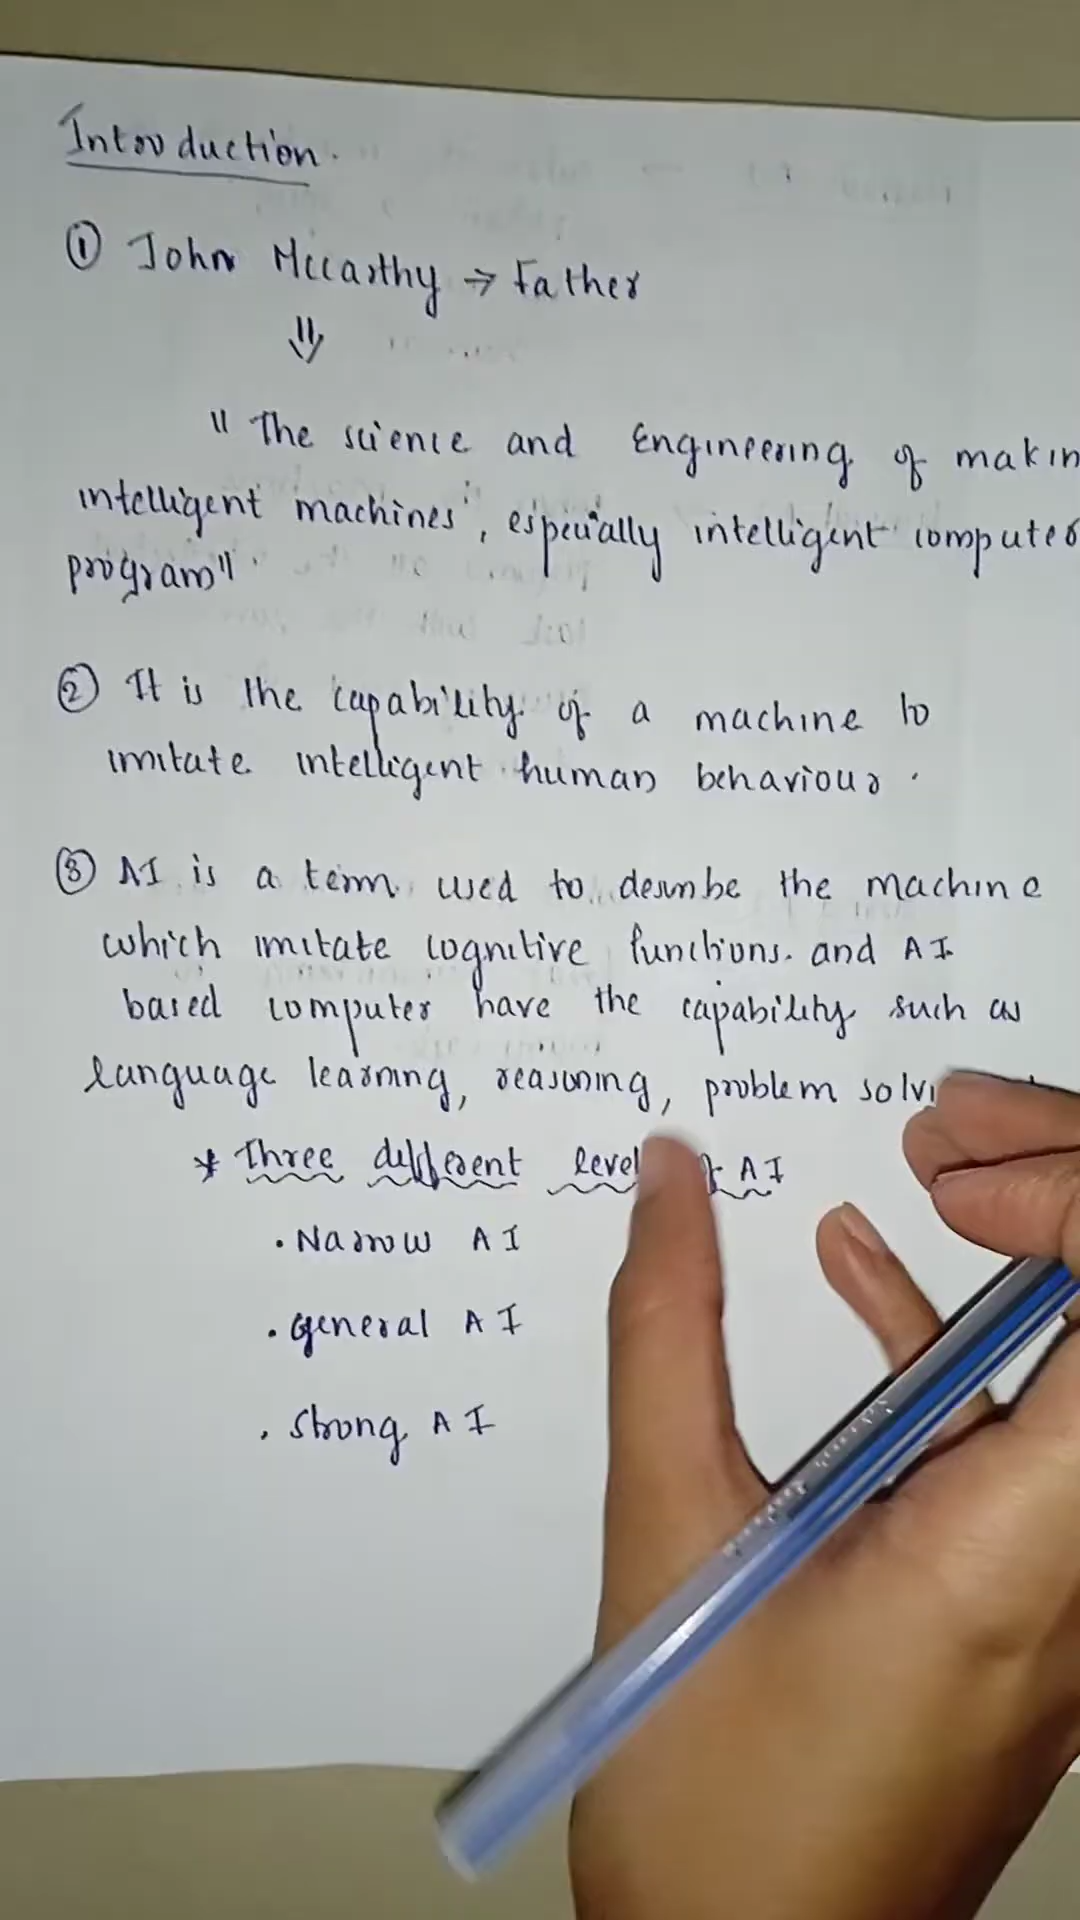 Introduction.
① John Mccarthy → Father
⇓
" The science and Engineering of makin
intelligent machines", especially intelligent computer
program"
② It is the capability of a machine to
imitate intelligent human behaviour.
③ AI is a term used to describe the machine
which imitate cognitive functions. and AI
based computer have the capability such as
language learning, reasoning, problem solvi
* Three different level AI
. Narrow AI
. General AI
. Strong AI